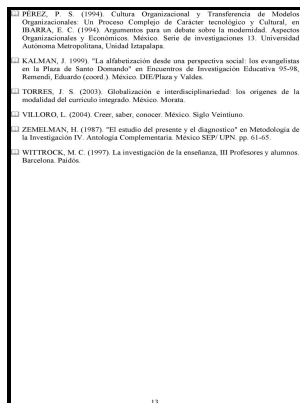 PÉREZ, P. S. (1994). Cultura Organizacional y Transferencia de Modelos
Organizacionales: Un Proceso Complejo de Carácter tecnológico y Cultural, en
IBARRA, E. C. (1994). Argumentos para un debate sobre la modernidad. Aspectos
Organizacionales y Económicos. México. Serie de investigaciones 13. Universidad
Autónoma Metropolitana, Unidad Iztapalapa.
KALMAN, J. 1999). "La alfabetización desde una perspectiva social: los evangelistas
en la Plaza de Santo Domando" en Encuentros de Investigación Educativa 95-98,
Remendi, Eduardo (coord.). México. DIE/Plaza y Valdes.
TORRES, J. S. (2003). Globalización e interdisciplinariedad: los orígenes de la
modalidad del curriculo integrado. México. Morata.
VILLORO, L. (2004). Creer, saber, conocer. México. Siglo Veintiuno.
ZEMELMAN, H. (1987). "El estudio del presente y el diagnostico" en Metodología de
la Investigación IV. Antología Complementaria. México SEP/ UPN. pp. 61-65.
WITTROCK, M. C. (1997). La investigación de la enseñanza, III Profesores y alumnos.
Barcelona. Paidós.
13